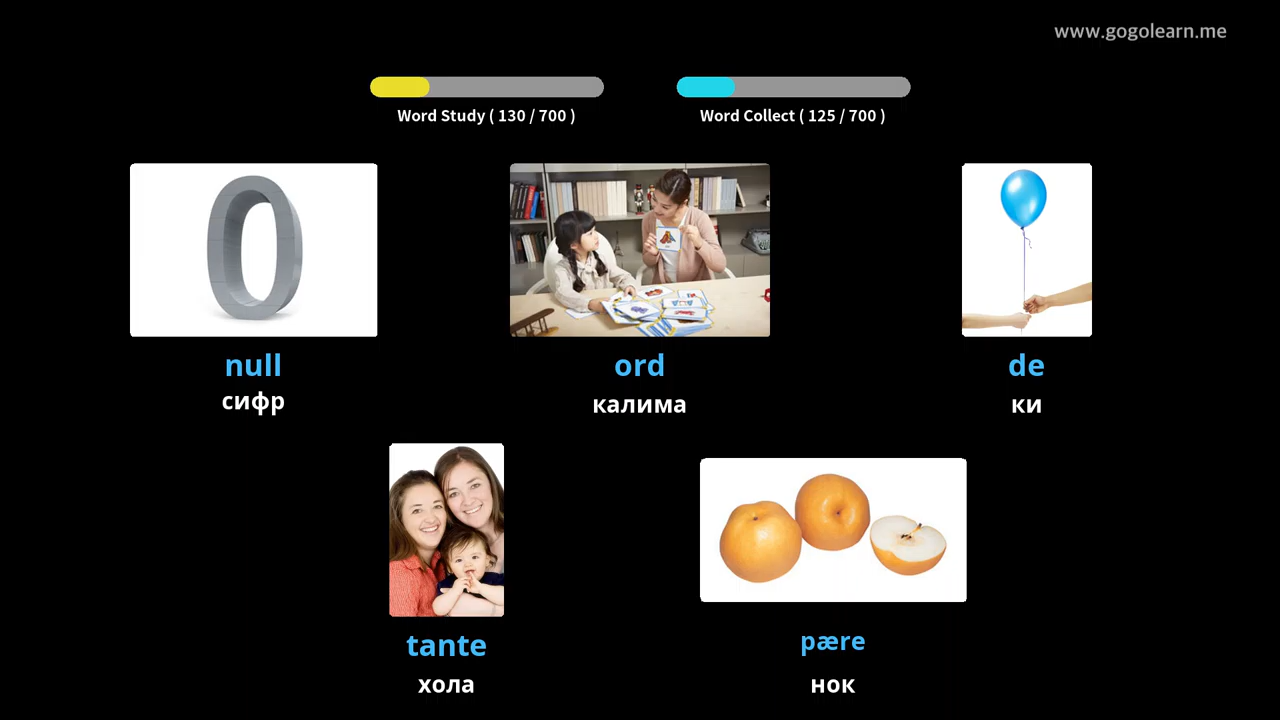 www.gogolearn.me
Word Study ( 130 / 700 )
Word Collect ( 125 / 700 )
null
ord
de
сифр
калима
ки
tante
pære
хола
нок